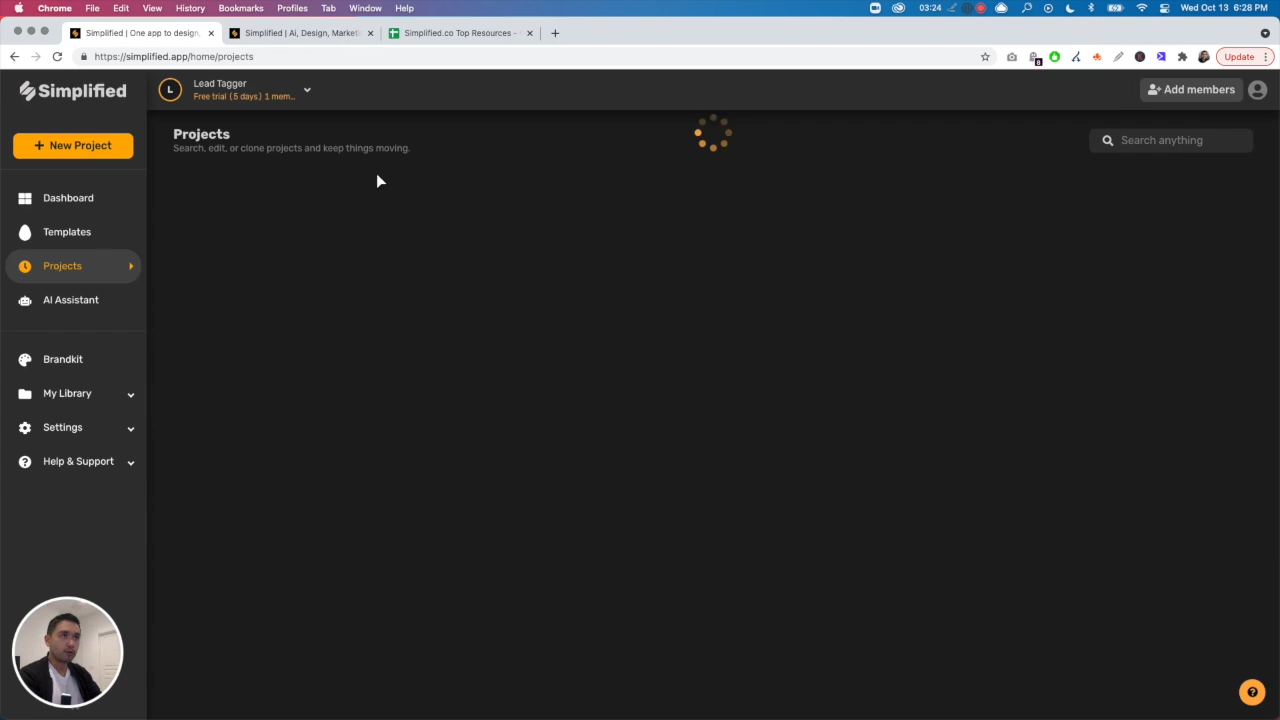 Chrome File Edit View History Bookmarks Profiles Tab Window Help 03:24 Wed Oct 13 6:28 PM
Simplified | One app to design, Simplified | Ai, Design, Marketi Simplified.co Top Resources -
https://simplified.app/home/projects 8 Update
Simplified
L
Lead Tagger
Free trial (5 days) 1 mem...
Add members
+ New Project
Projects
Search, edit, or clone projects and keep things moving.
Search anything
Dashboard
Templates
Projects
AI Assistant
Brandkit
My Library
Settings
Help & Support